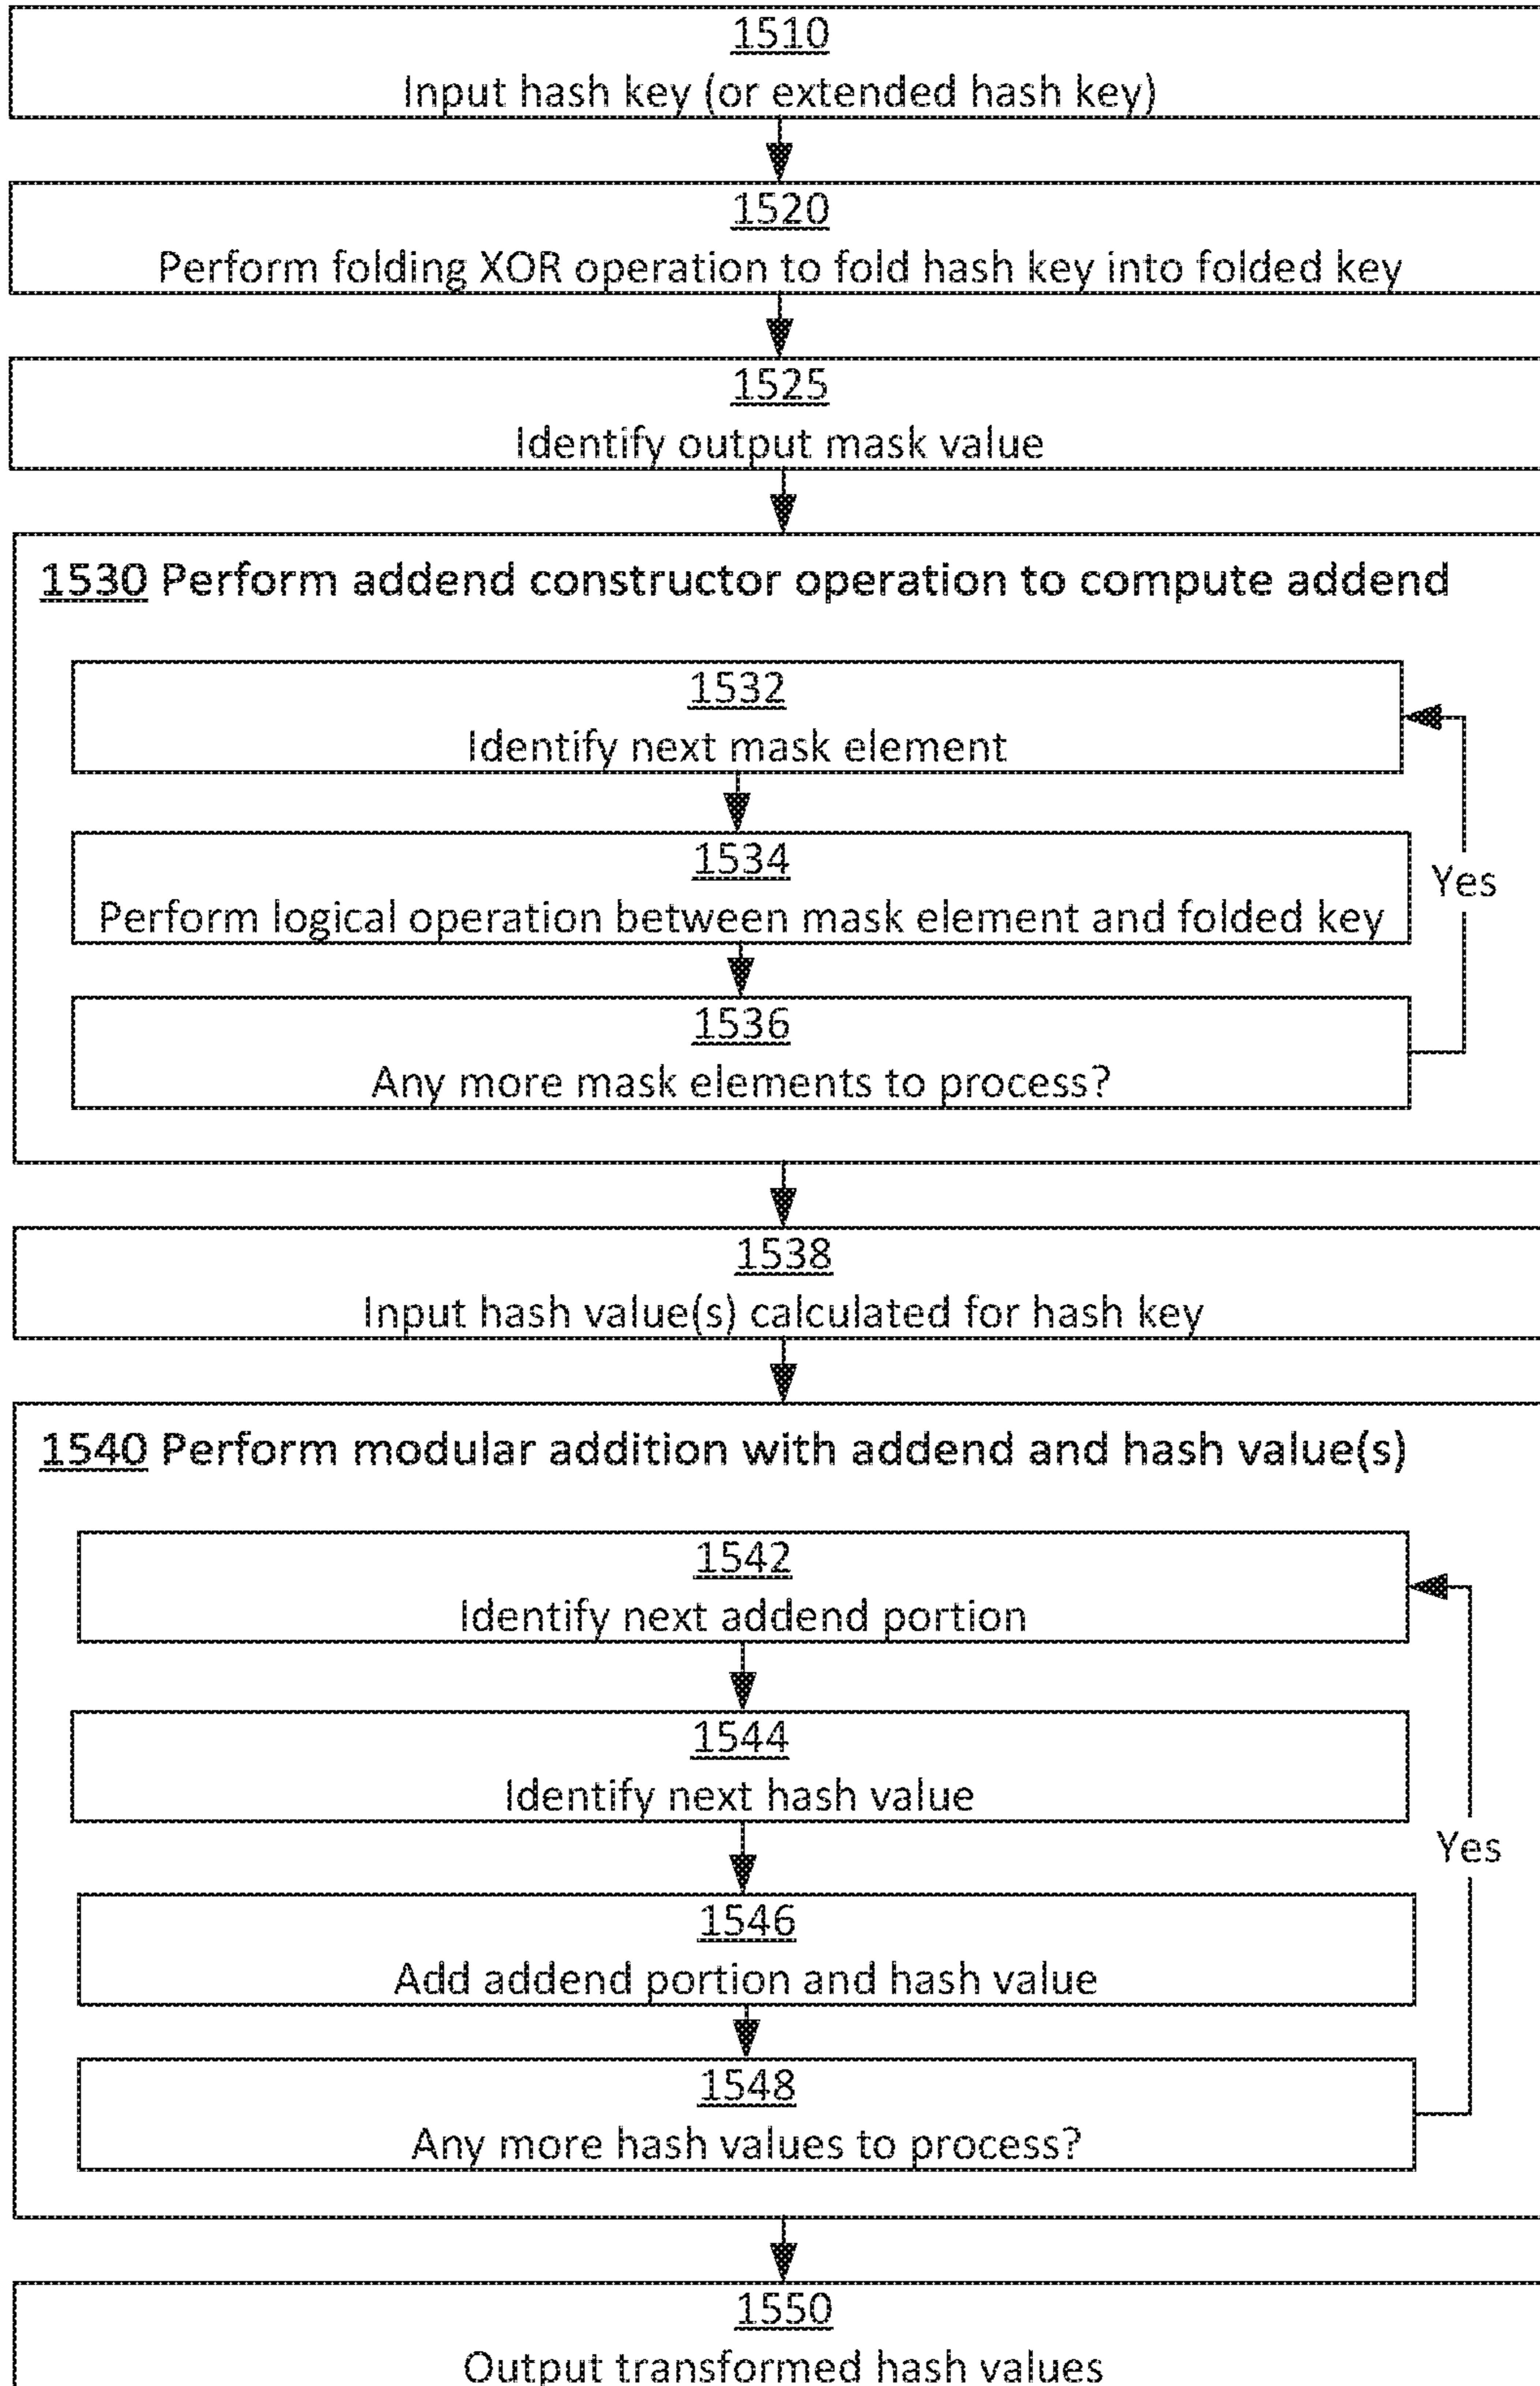 1510
Input hash key (or extended hash key)
1520
Perform folding XOR operation to fold hash key into folded key
1525
Identify output mask value
1530 Perform addend constructor operation to compute addend
1532
Identify next mask element
1534
Perform logical operation between mask element and folded key
Yes
1536
Any more mask elements to process?
1538
Input hash value(s) calculated for hash key
1540 Perform modular addition with addend and hash value(s)
1542
Identify next addend portion
1544
Identify next hash value
Yes
1546
Add addend portion and hash value
1548
Any more hash values to process?
1550
Output transformed hash values